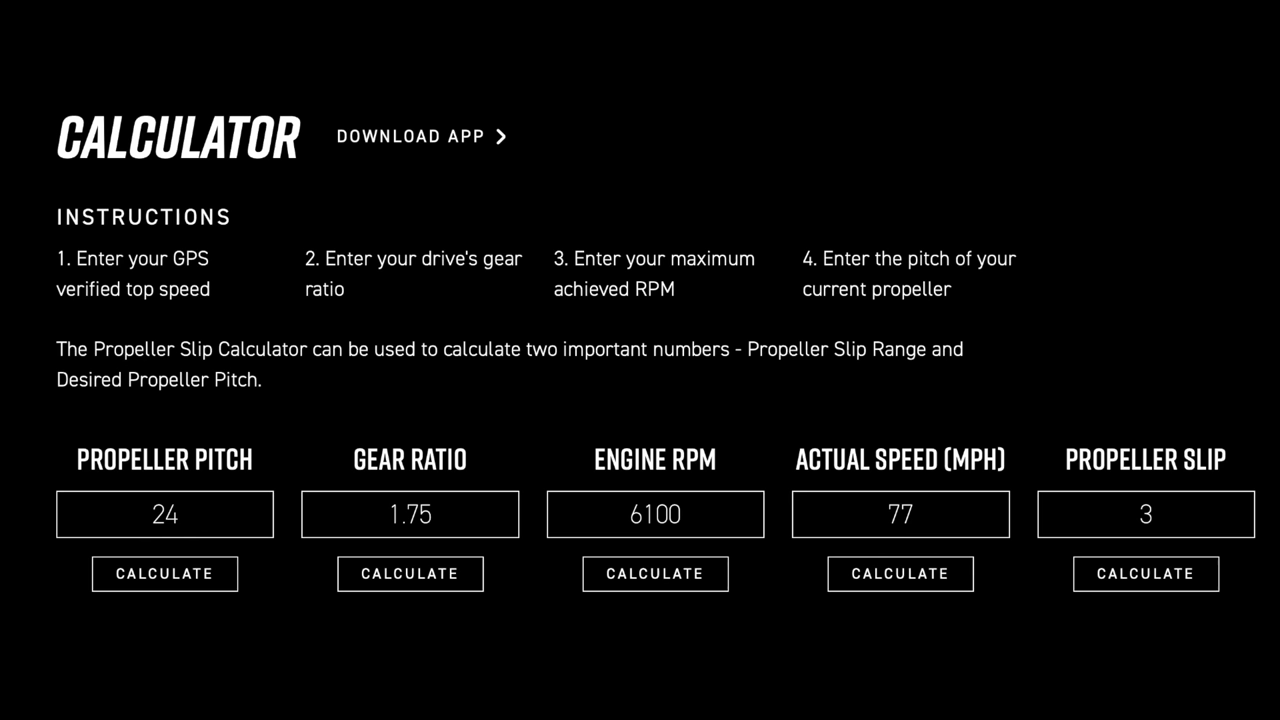 CALCULATOR
DOWNLOAD APP
INSTRUCTIONS
1. Enter your GPS
verified top speed
2. Enter your drive's gear
ratio
3. Enter your maximum
achieved RPM
4. Enter the pitch of your
current propeller
The Propeller Slip Calculator can be used to calculate two important numbers - Propeller Slip Range and
Desired Propeller Pitch.
PROPELLER PITCH
24
CALCULATE
GEAR RATIO
1.75
CALCULATE
ENGINE RPM
6100
CALCULATE
ACTUAL SPEED (MPH)
77
CALCULATE
PROPELLER SLIP
3
CALCULATE